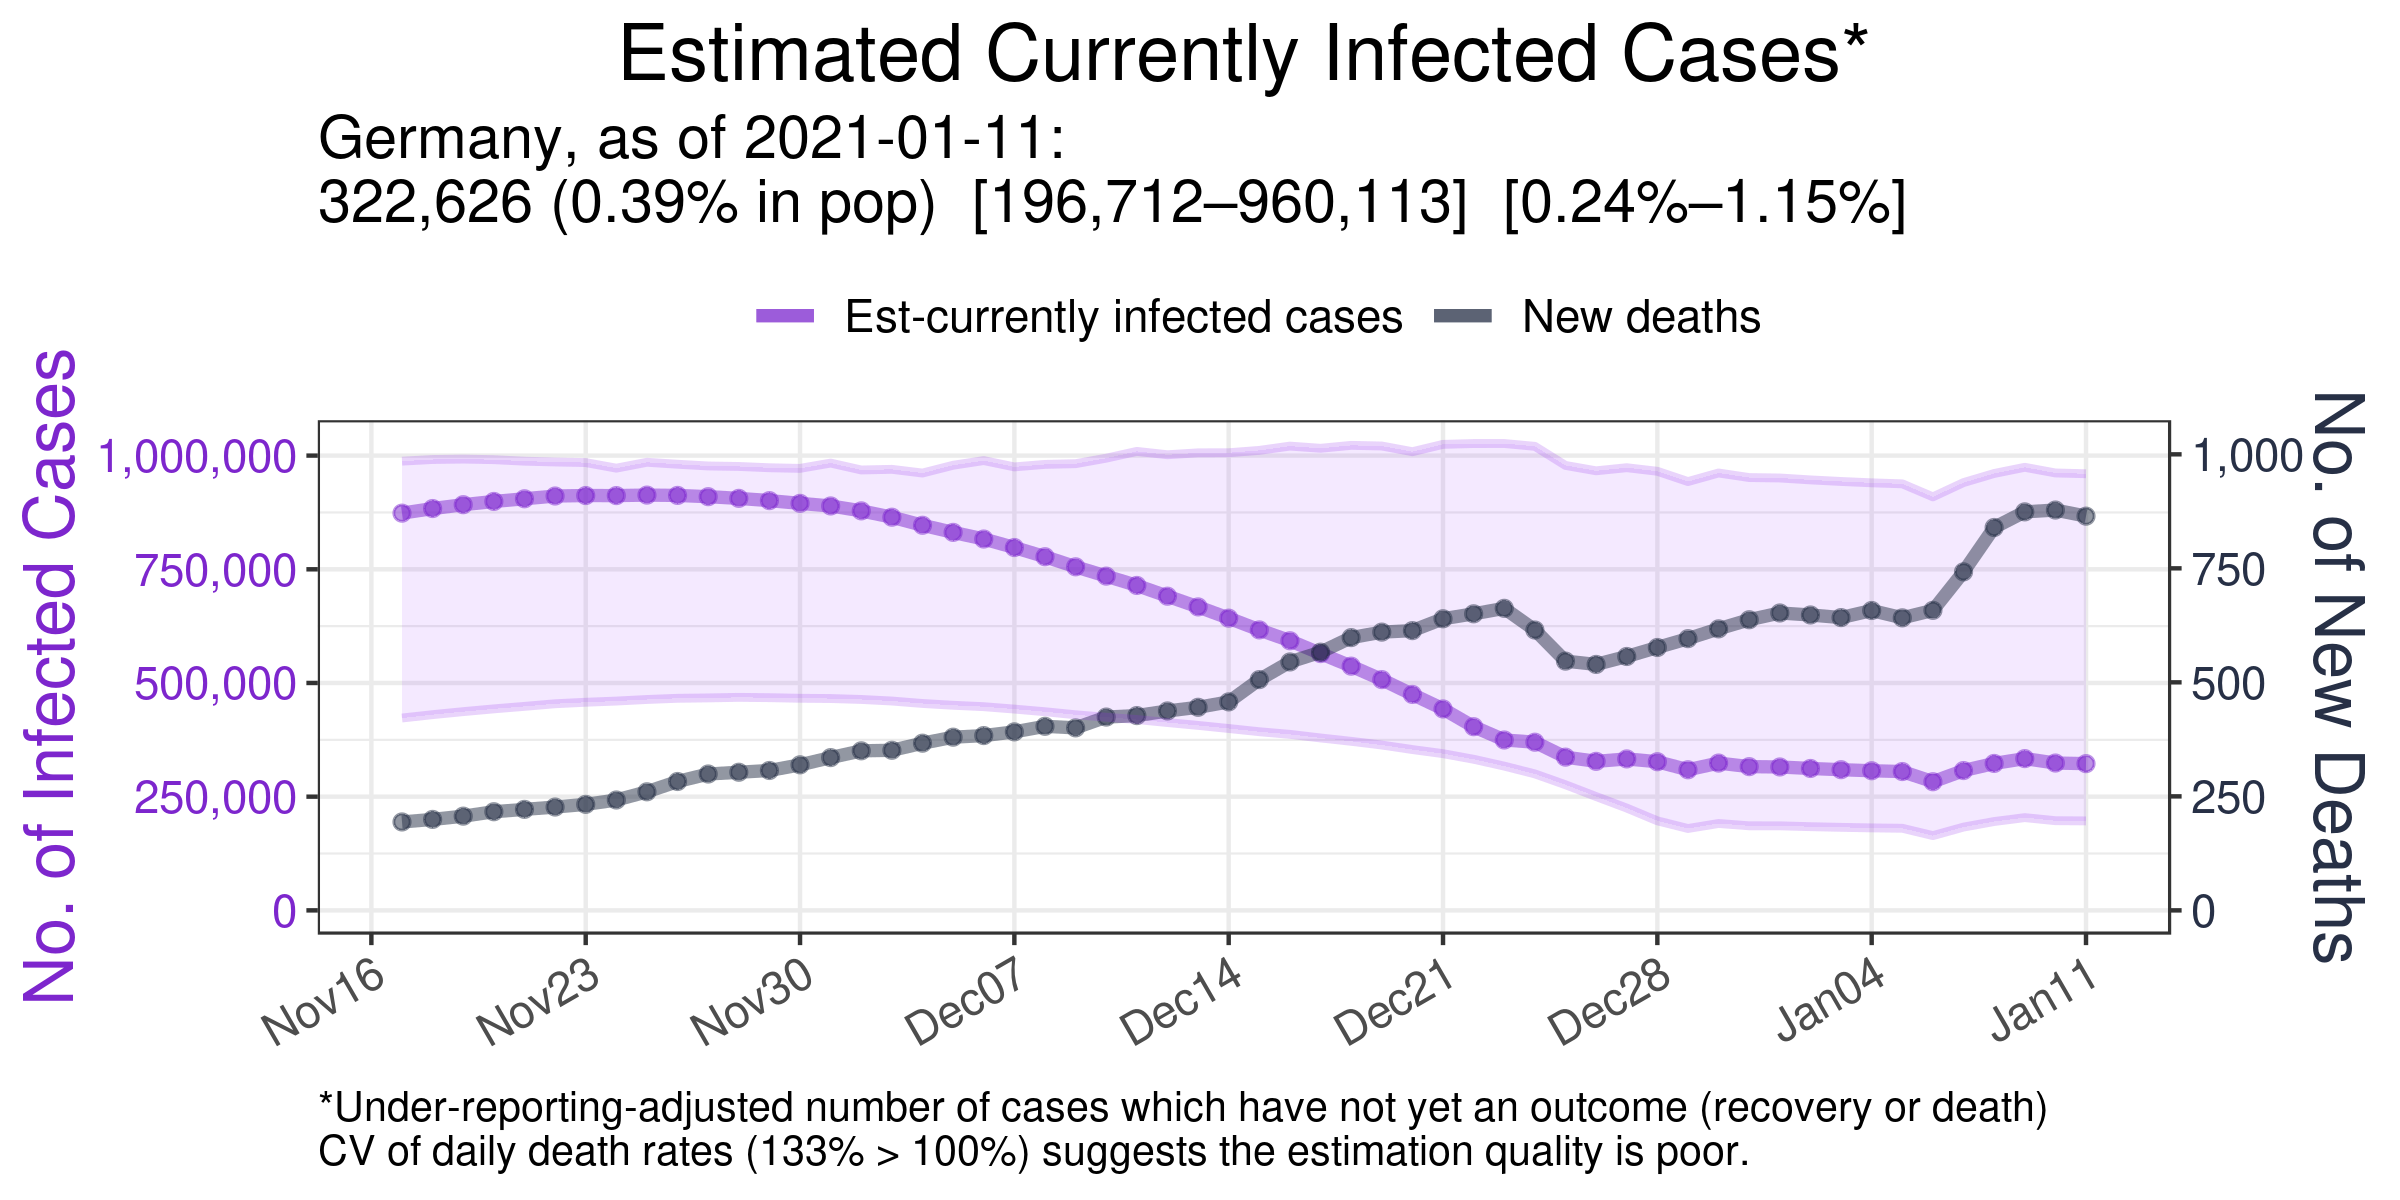 Estimated Currently Infected Cases*
Germany, as of 2021-01-11:
322,626 (0.39% in pop)  [196,712–960,113]  [0.24%–1.15%]
Est-currently infected cases
New deaths
No. of Infected Cases
1,000,000
750,000
500,000
250,000
0
1,000
750
500
250
0
No. of New Deaths
Nov16
Nov23
Nov30
Dec07
Dec14
Dec21
Dec28
Jan04
Jan11
*Under-reporting-adjusted number of cases which have not yet an outcome (recovery or death)
CV of daily death rates (133% > 100%) suggests the estimation quality is poor.